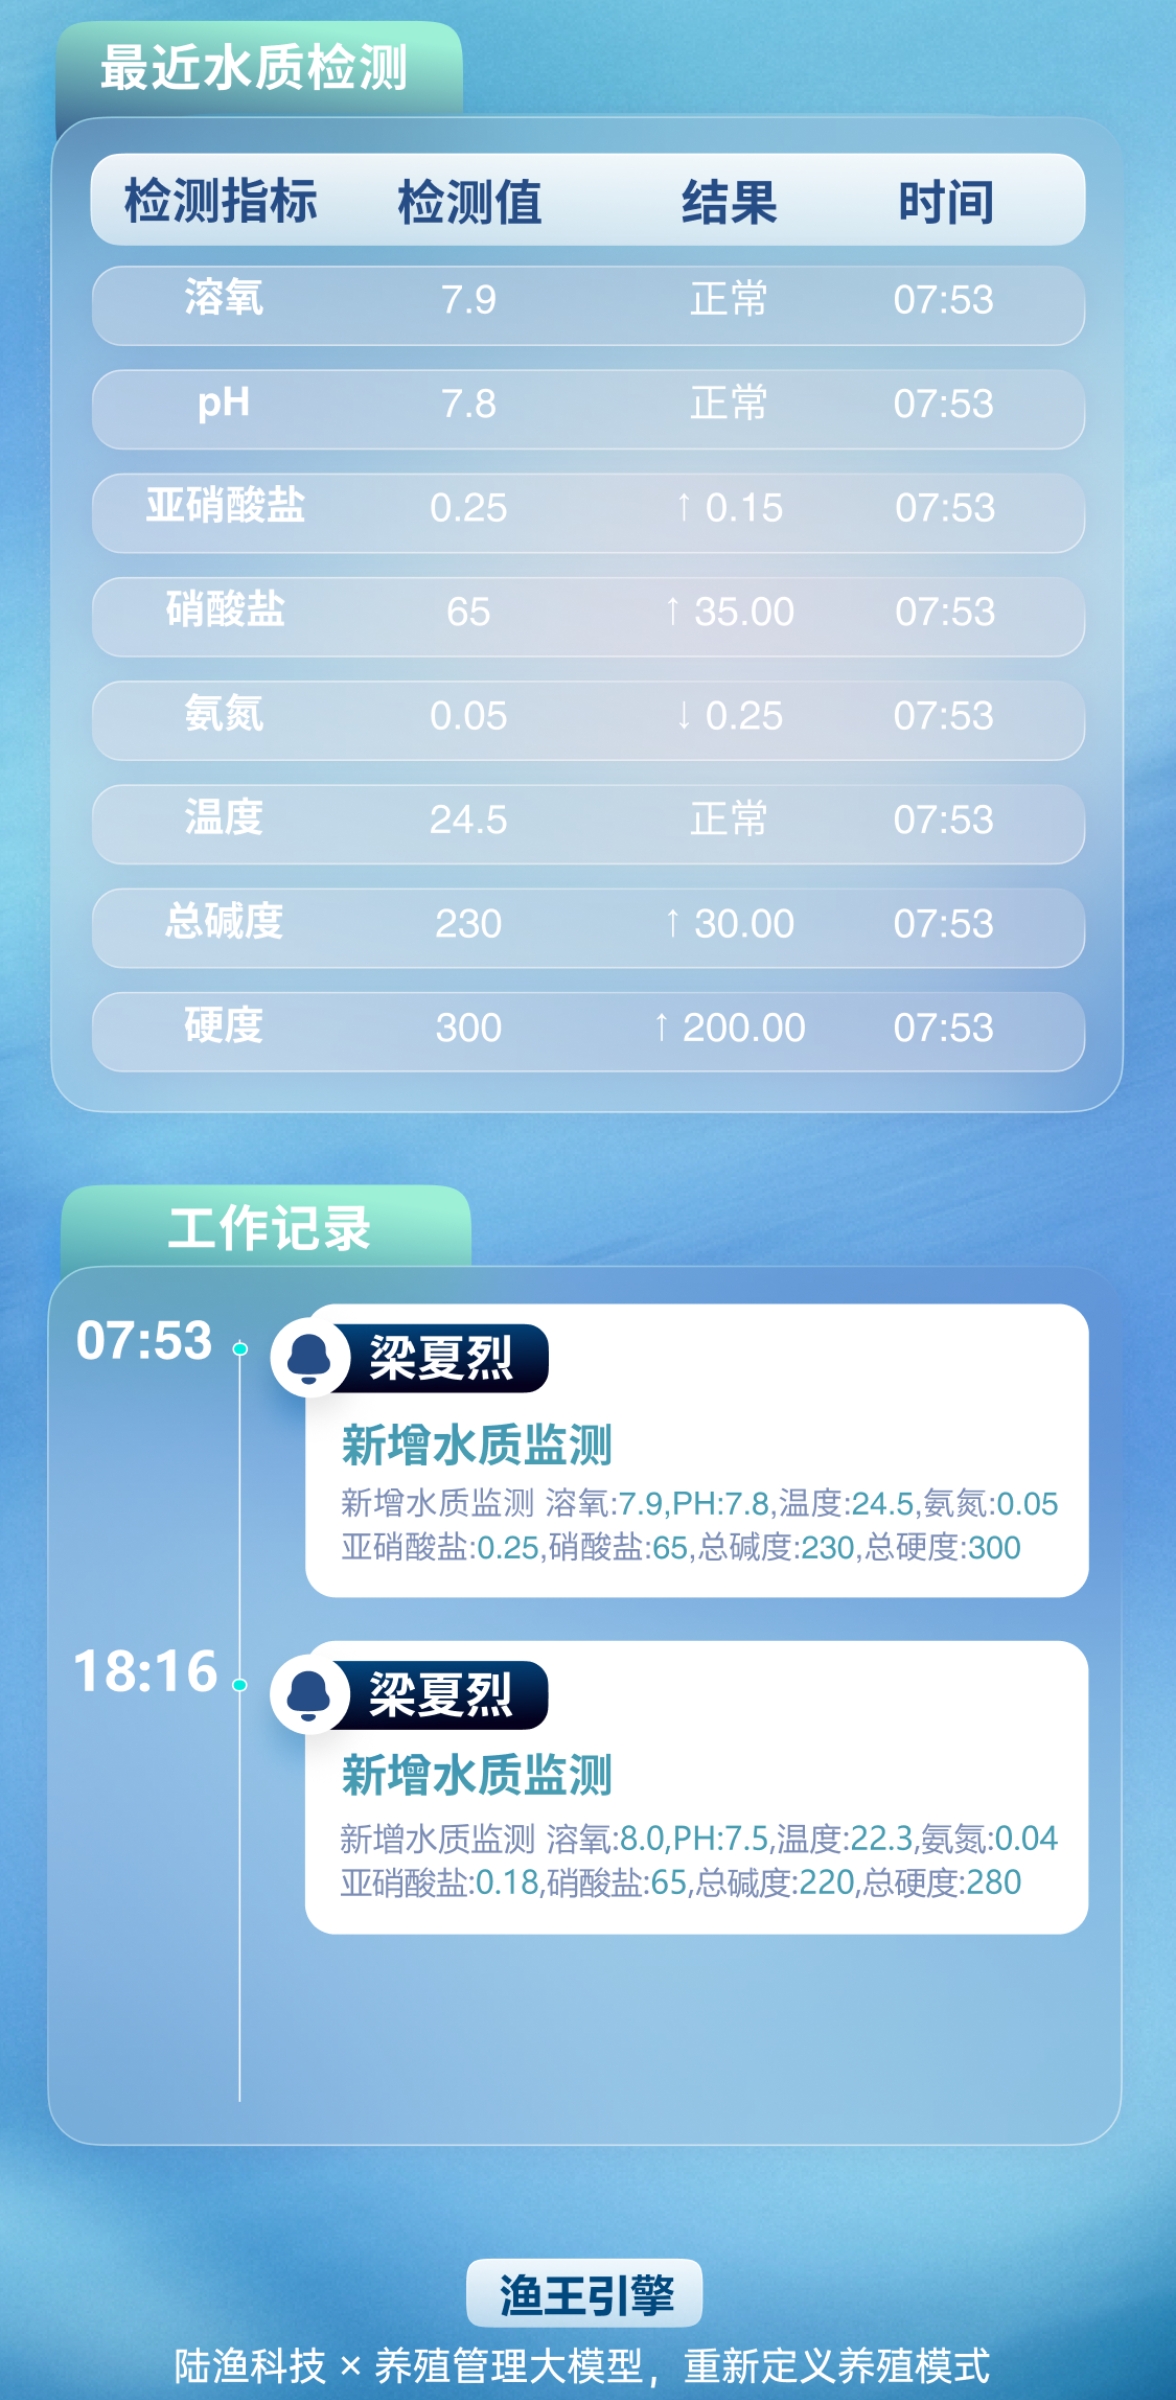 最近水质检测
检测指标 检测值 结果 时间
溶氧 7.9 正常 07:53
pH 7.8 正常 07:53
亚硝酸盐 0.25 ↑ 0.15 07:53
硝酸盐 65 ↑ 35.00 07:53
氨氮 0.05 ↓ 0.25 07:53
温度 24.5 正常 07:53
总碱度 230 ↑ 30.00 07:53
硬度 300 ↑ 200.00 07:53
工作记录
07:53
梁夏烈
新增水质监测
新增水质监测 溶氧:7.9,PH:7.8,温度:24.5,氨氮:0.05
亚硝酸盐:0.25,硝酸盐:65,总碱度:230,总硬度:300
18:16
梁夏烈
新增水质监测
新增水质监测 溶氧:8.0,PH:7.5,温度:22.3,氨氮:0.04
亚硝酸盐:0.18,硝酸盐:65,总碱度:220,总硬度:280
渔王引擎
陆渔科技 × 养殖管理大模型，重新定义养殖模式